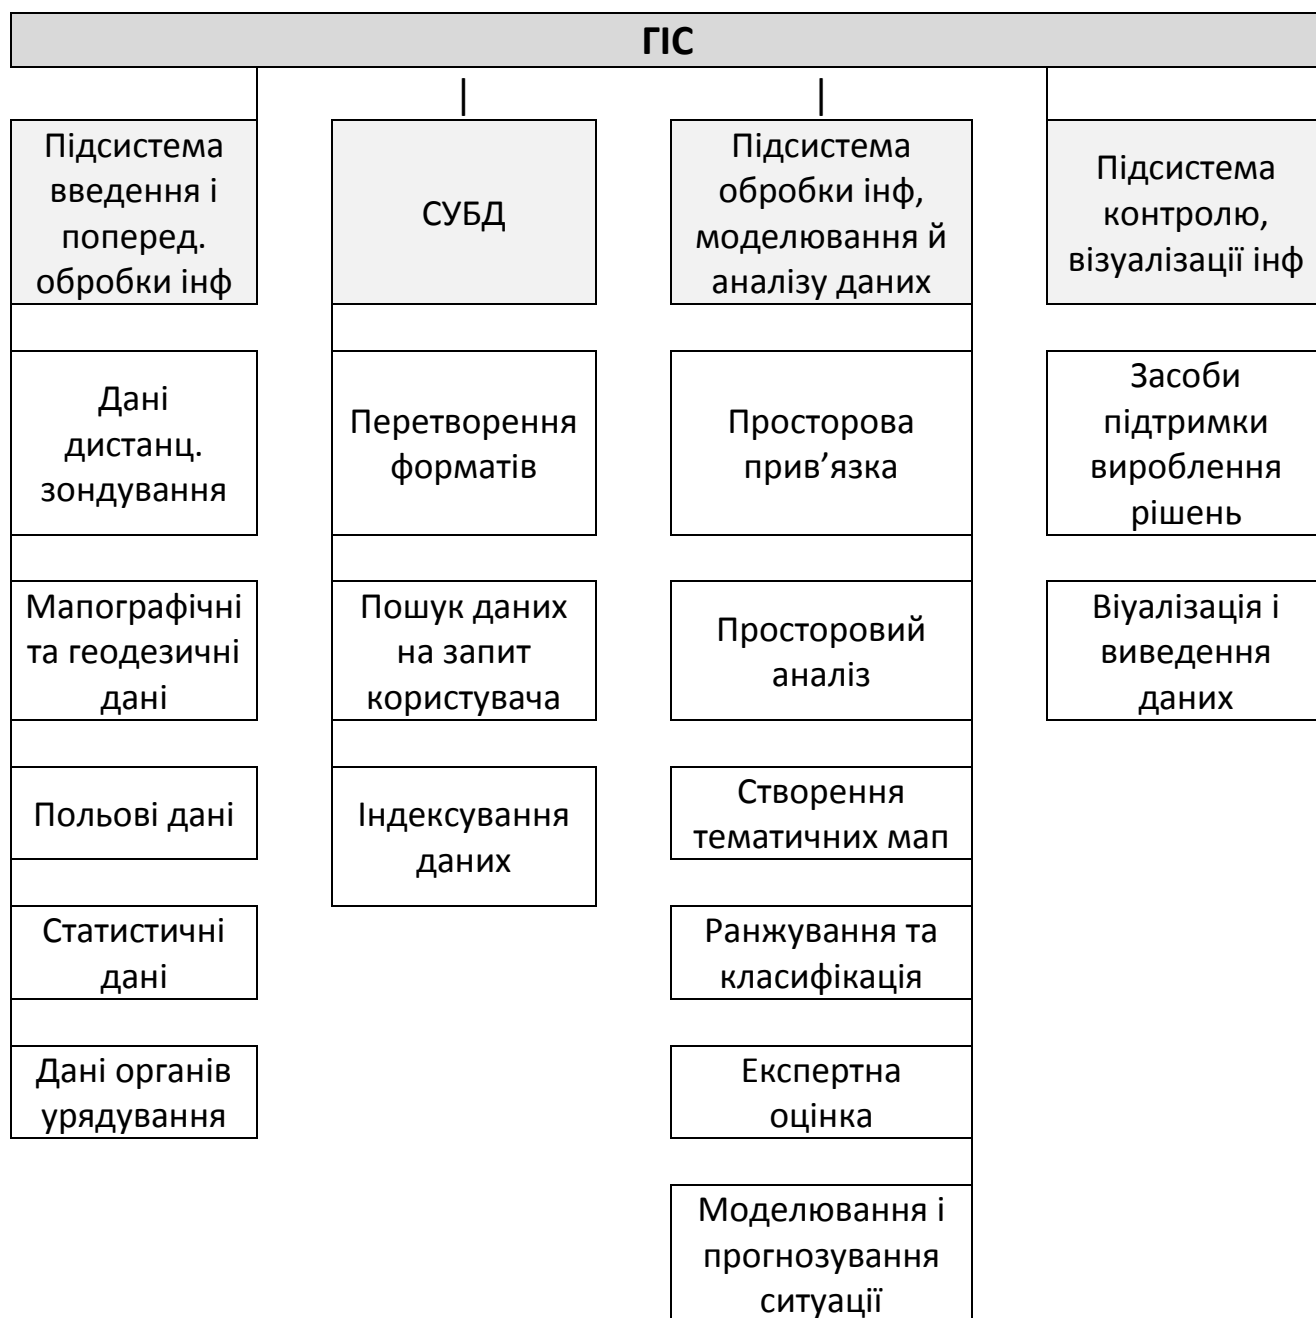 ГІС
Підсистема
введення і
поперед.
обробки інф
СУБД
Підсистема
обробки інф,
моделювання й
аналізу даних
Підсистема
контролю,
візуалізації інф
Дані
дистанц.
зондування
Перетворення
форматів
Просторова
прив’язка
Засоби
підтримки
вироблення
рішень
Мапографічні
та геодезичні
дані
Пошук даних
на запит
користувача
Просторовий
аналіз
Віуалізація і
виведення
даних
Польові дані
Індексування
даних
Створення
тематичних мап
Статистичні
дані
Ранжування та
класифікація
Дані органів
урядування
Експертна
оцінка
Моделювання і
прогнозування
ситуації